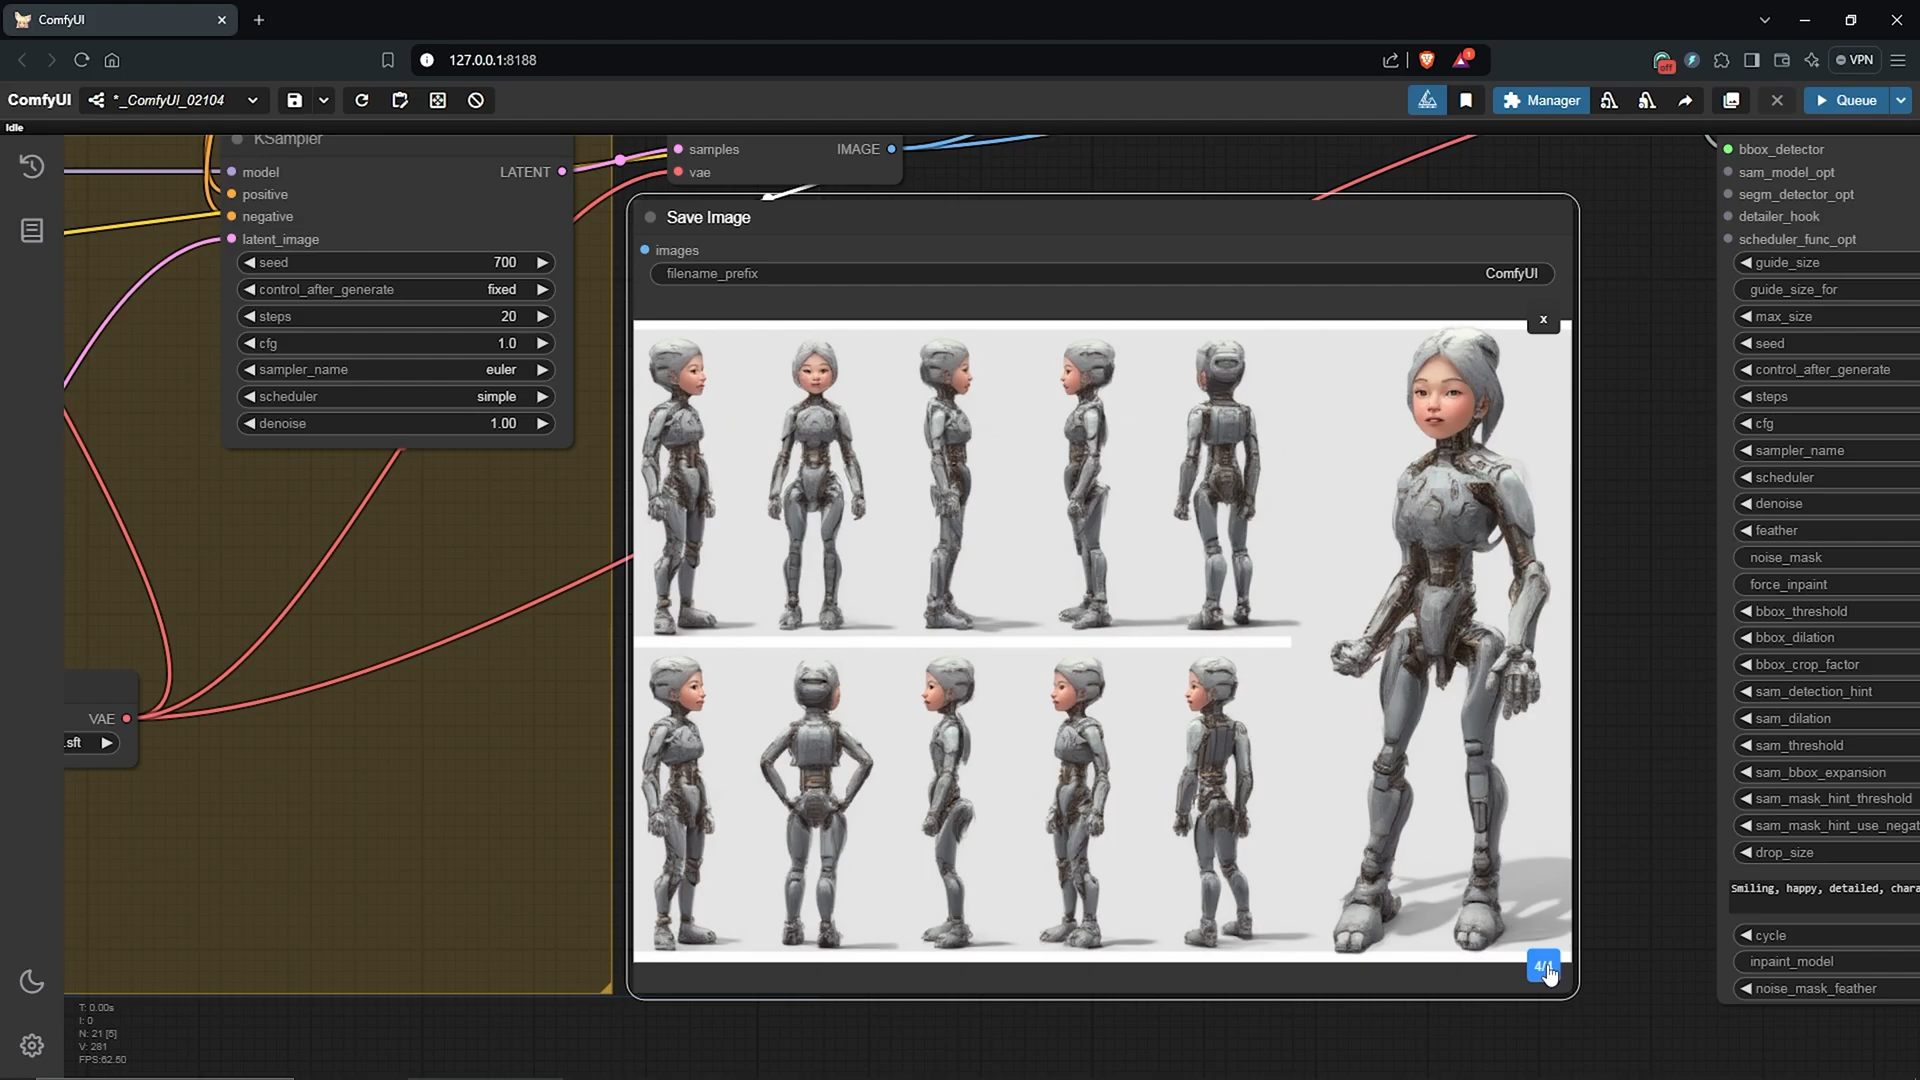 ComfyUI
127.0.0.1:8188
1
off
VPN
ComfyUI
*_ComfyUI_02104
Manager
Queue
Idle
KSampler
model
LATENT
positive
negative
latent_image
seed 700
control_after_generate fixed
steps 20
cfg 1.0
sampler_name euler
scheduler simple
denoise 1.00
samples
IMAGE
vae
Save Image
images
filename_prefix ComfyUI
x
VAE
.sft
bbox_detector
sam_model_opt
segm_detector_opt
detailer_hook
scheduler_func_opt
guide_size
guide_size_for
max_size
seed
control_after_generate
steps
cfg
sampler_name
scheduler
denoise
feather
noise_mask
force_inpaint
bbox_threshold
bbox_dilation
bbox_crop_factor
sam_detection_hint
sam_dilation
sam_threshold
sam_bbox_expansion
sam_mask_hint_threshold
sam_mask_hint_use_negat
drop_size
Smiling, happy, detailed, chara
cycle
inpaint_model
noise_mask_feather
T: 0.00s
I: 0
N: 21 [5]
V: 281
FPS:62.50